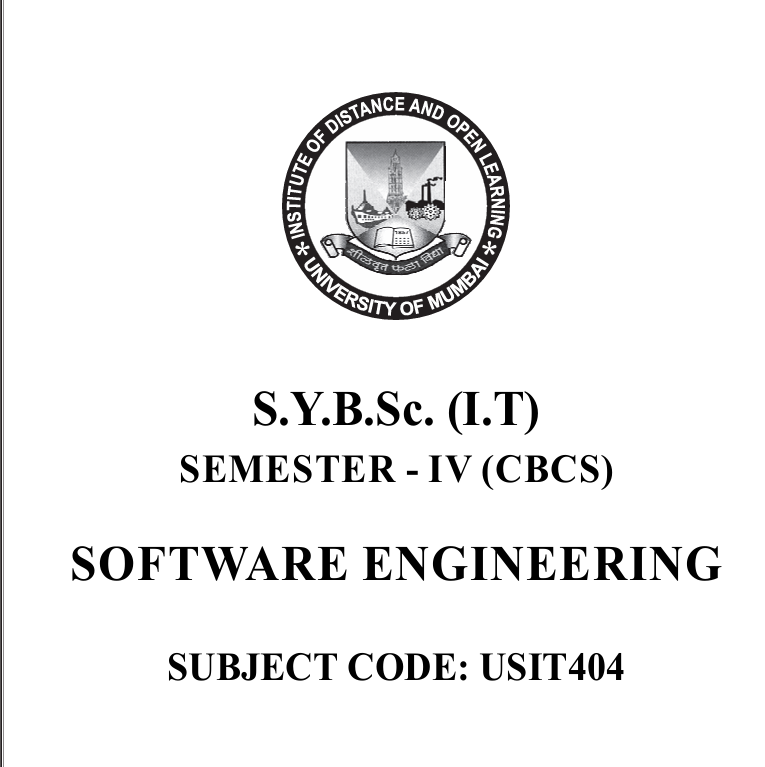 INSTITUTE OF DISTANCE AND OPEN LEARNING
शीलवृत फला विद्या
* UNIVERSITY OF MUMBAI *
S.Y.B.Sc. (I.T)
SEMESTER - IV (CBCS)
SOFTWARE ENGINEERING
SUBJECT CODE: USIT404